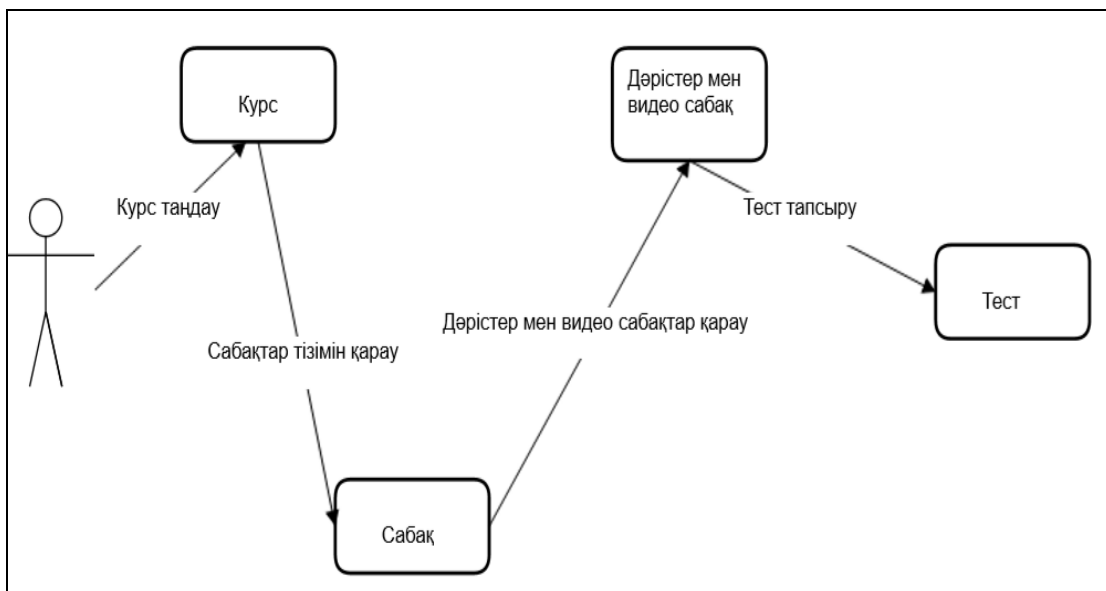 Курс
Дәрістер мен
видео сабақ
Курс таңдау
Тест тапсыру
Тест
Дәрістер мен видео сабақтар қарау
Сабақтар тізімін қарау
Сабақ